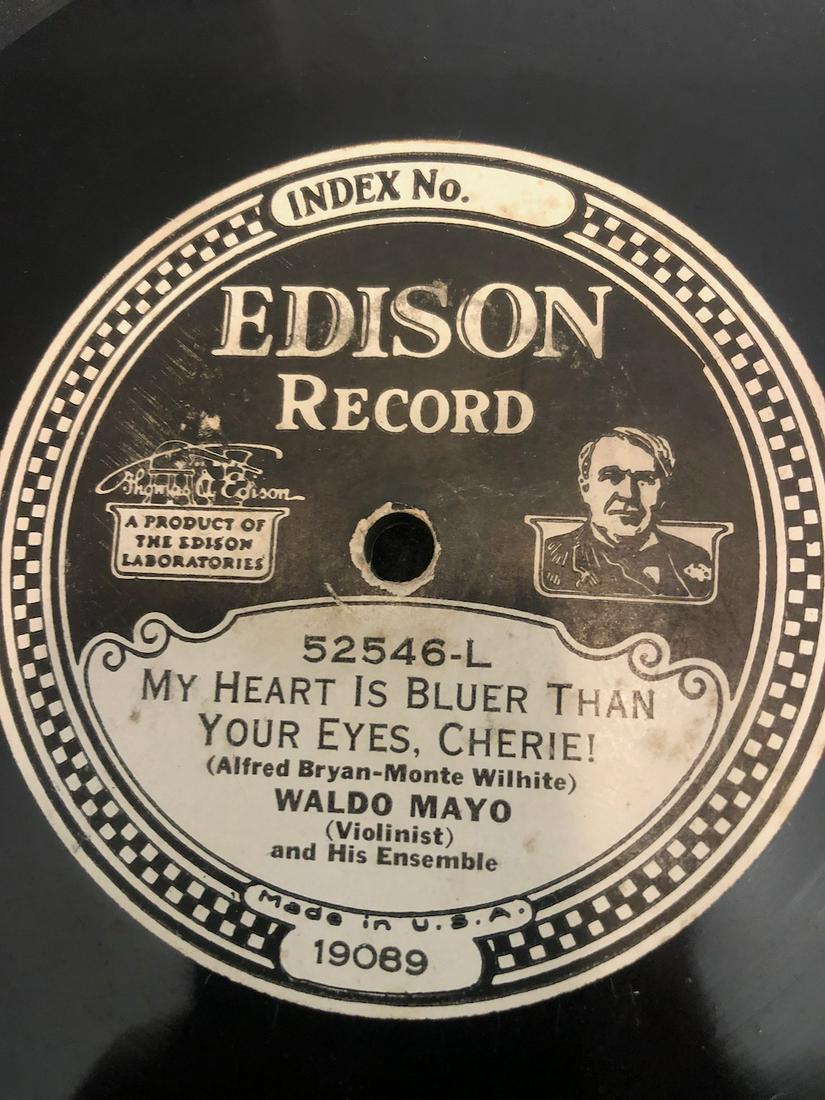 INDEX No.
EDISON
RECORD
Thomas A Edison
A PRODUCT OF
THE EDISON
LABORATORIES
52546-L
MY HEART IS BLUER THAN
YOUR EYES, CHERIE!
(Alfred Bryan-Monte Wilhite)
WALDO MAYO
(Violinist)
and His Ensemble
Made in U.S.A.
19089